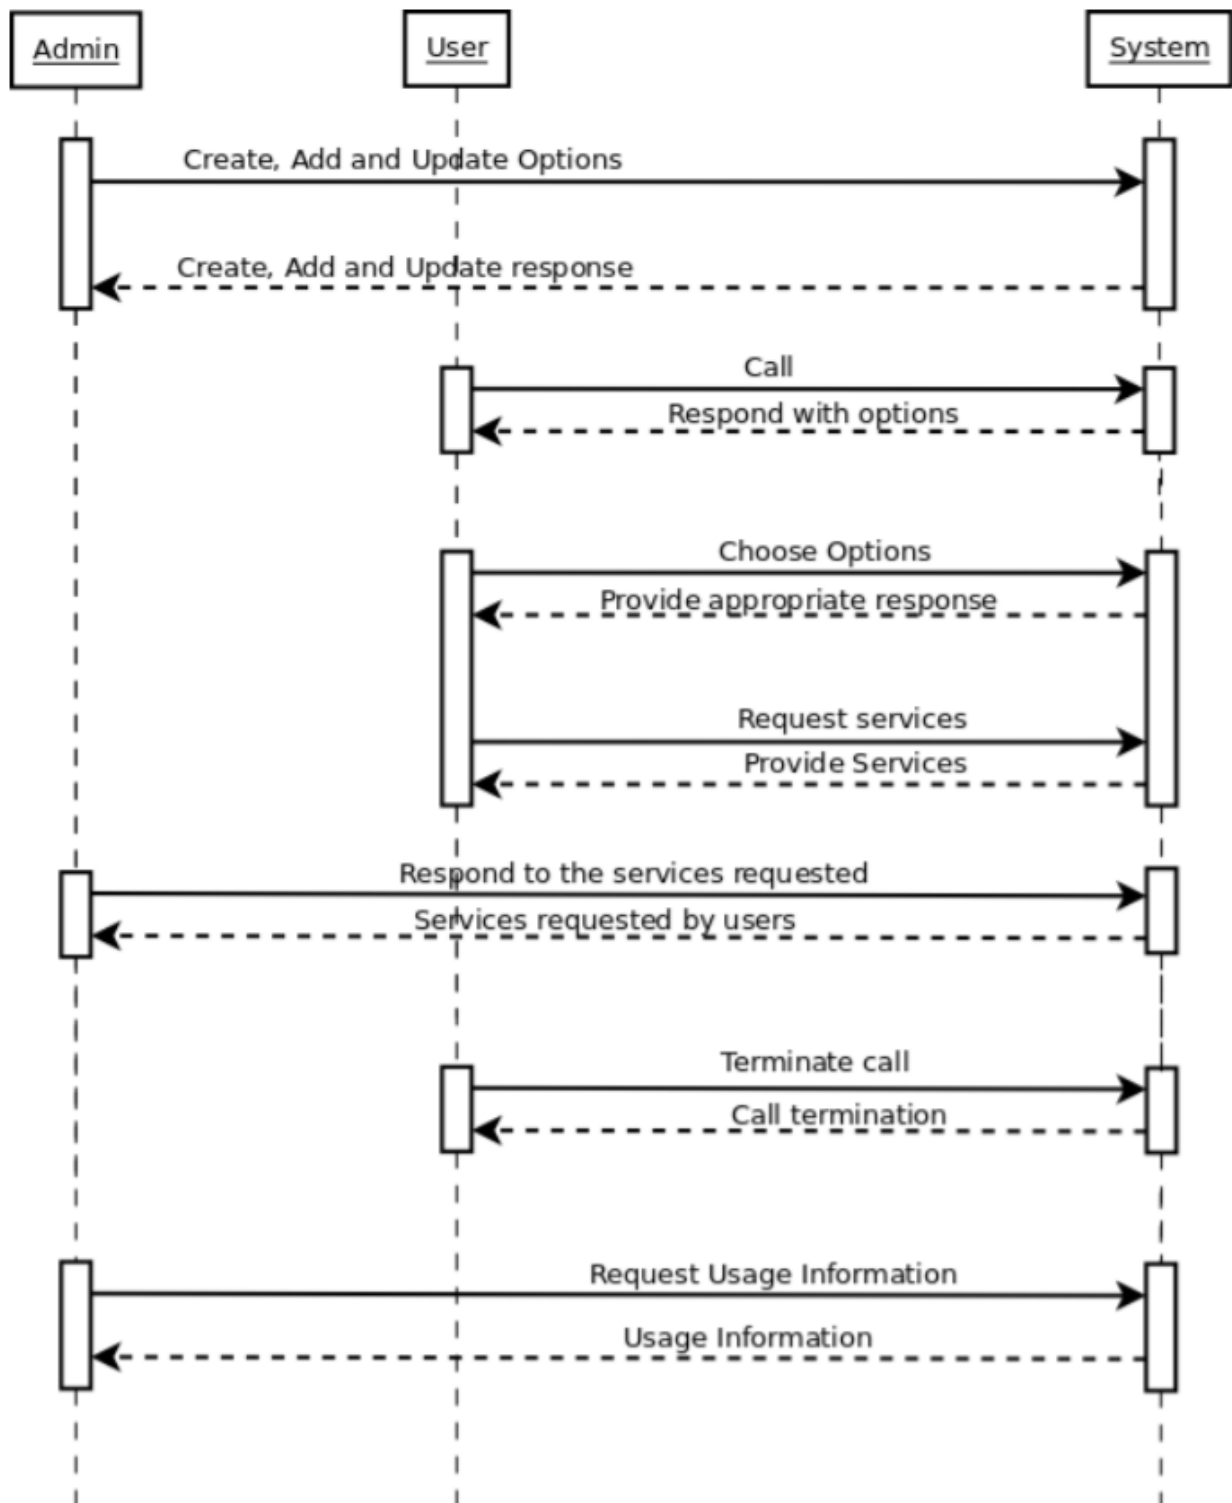 Admin
User
System
Create, Add and Update Options
Create, Add and Update response
Call
Respond with options
Choose Options
Provide appropriate response
Request services
Provide Services
Respond to the services requested
Services requested by users
Terminate call
Call termination
Request Usage Information
Usage Information